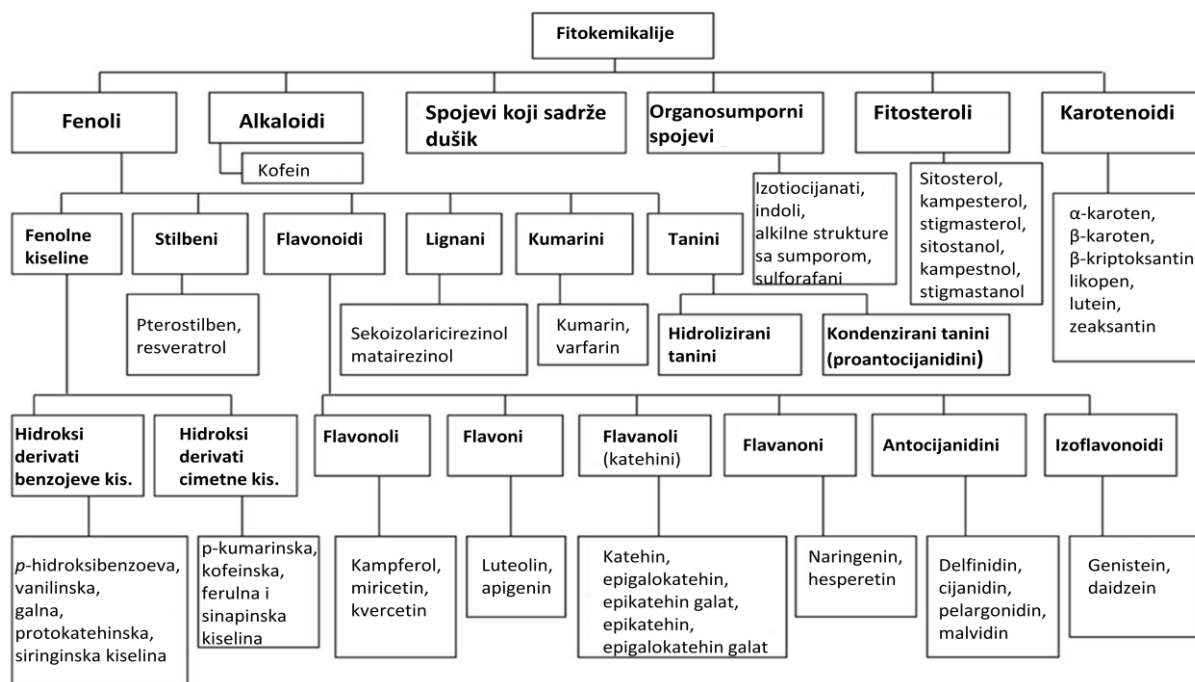 Fitokemikalije
Fenoli
Alkaloidi
Spojevi koji sadrže
dušik
Organosumporni
spojevi
Fitosteroli
Karotenoidi
Kofein
Izotiocijanati,
indoli,
alkilne strukture
sa sumporom,
sulforafani
Sitosterol,
kampesterol,
stigmasterol,
sitostanol,
kampestnol,
stigmastanol
α-karoten,
β-karoten,
β-kriptoksantin,
likopen,
lutein,
zeaksantin
Fenolne
kiseline
Stilbeni
Flavonoidi
Lignani
Kumarini
Tanini
Pterostilben,
resveratrol
Sekoizolaricirezinol
matairezinol
Kumarin,
varfarin
Hidrolizirani
tanini
Kondenzirani tanini
(proantocijanidini)
Hidroksi
derivati
benzojeve kis.
Hidroksi
derivati
cimetne kis.
Flavonoli
Flavoni
Flavanoli
(katehini)
Flavanoni
Antocijanidini
Izoflavonoidi
p-hidroksibenzoeva,
vanilinska,
galna,
protokatehinska,
siringinska kiselina
p-kumarinska,
kofeinska,
ferulna i
sinapinska
kiselina
Kampferol,
miricetin,
kvercetin
Luteolin,
apigenin
Katehin,
epigalokatehin,
epikatehin galat,
epikatehin,
epigalokatehin galat
Naringenin,
hesperetin
Delfinidin,
cijanidin,
pelargonidin,
malvidin
Genistein,
daidzein